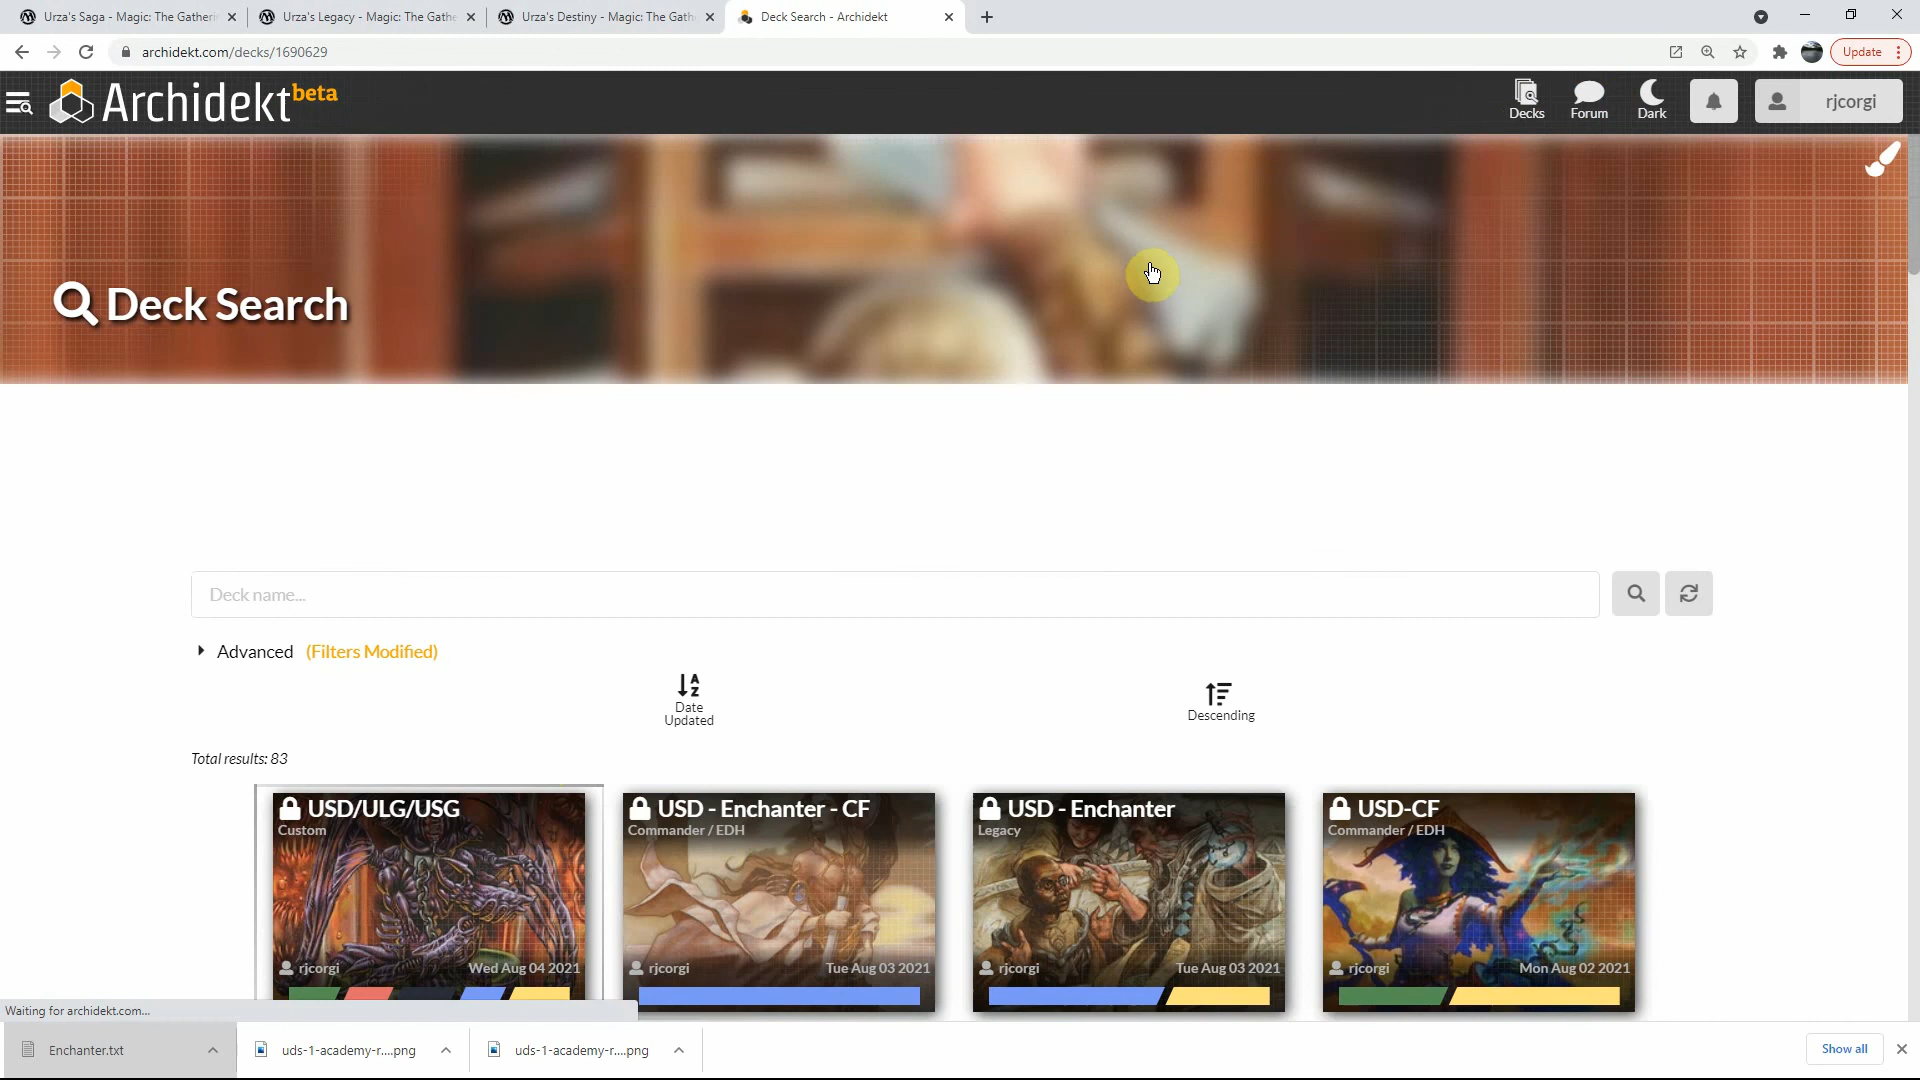 Urza's Saga - Magic: The Gatherin
Urza's Legacy - Magic: The Gathe
Urza's Destiny - Magic: The Gath
Deck Search - Archidekt
archidekt.com/decks/1690629
Update
Archidekt beta
Decks
Forum
Dark
rjcorgi
Deck Search
Deck name...
Advanced (Filters Modified)
Date
Updated
Descending
Total results: 83
USD/ULG/USG
Custom
rjcorgi
Wed Aug 04 2021
USD - Enchanter - CF
Commander / EDH
rjcorgi
Tue Aug 03 2021
USD - Enchanter
Legacy
rjcorgi
Tue Aug 03 2021
USD-CF
Commander / EDH
rjcorgi
Mon Aug 02 2021
Waiting for archidekt.com...
Enchanter.txt
uds-1-academy-r....png
uds-1-academy-r....png
Show all